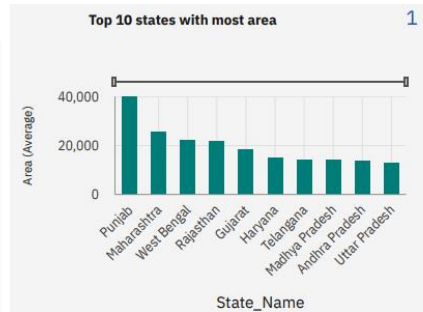 Top 10 states with most area
1
Area (Average)
40,000
20,000
0
Punjab
Maharashtra
West Bengal
Rajasthan
Gujarat
Haryana
Telangana
Madhya Pradesh
Andhra Pradesh
Uttar Pradesh
State_Name